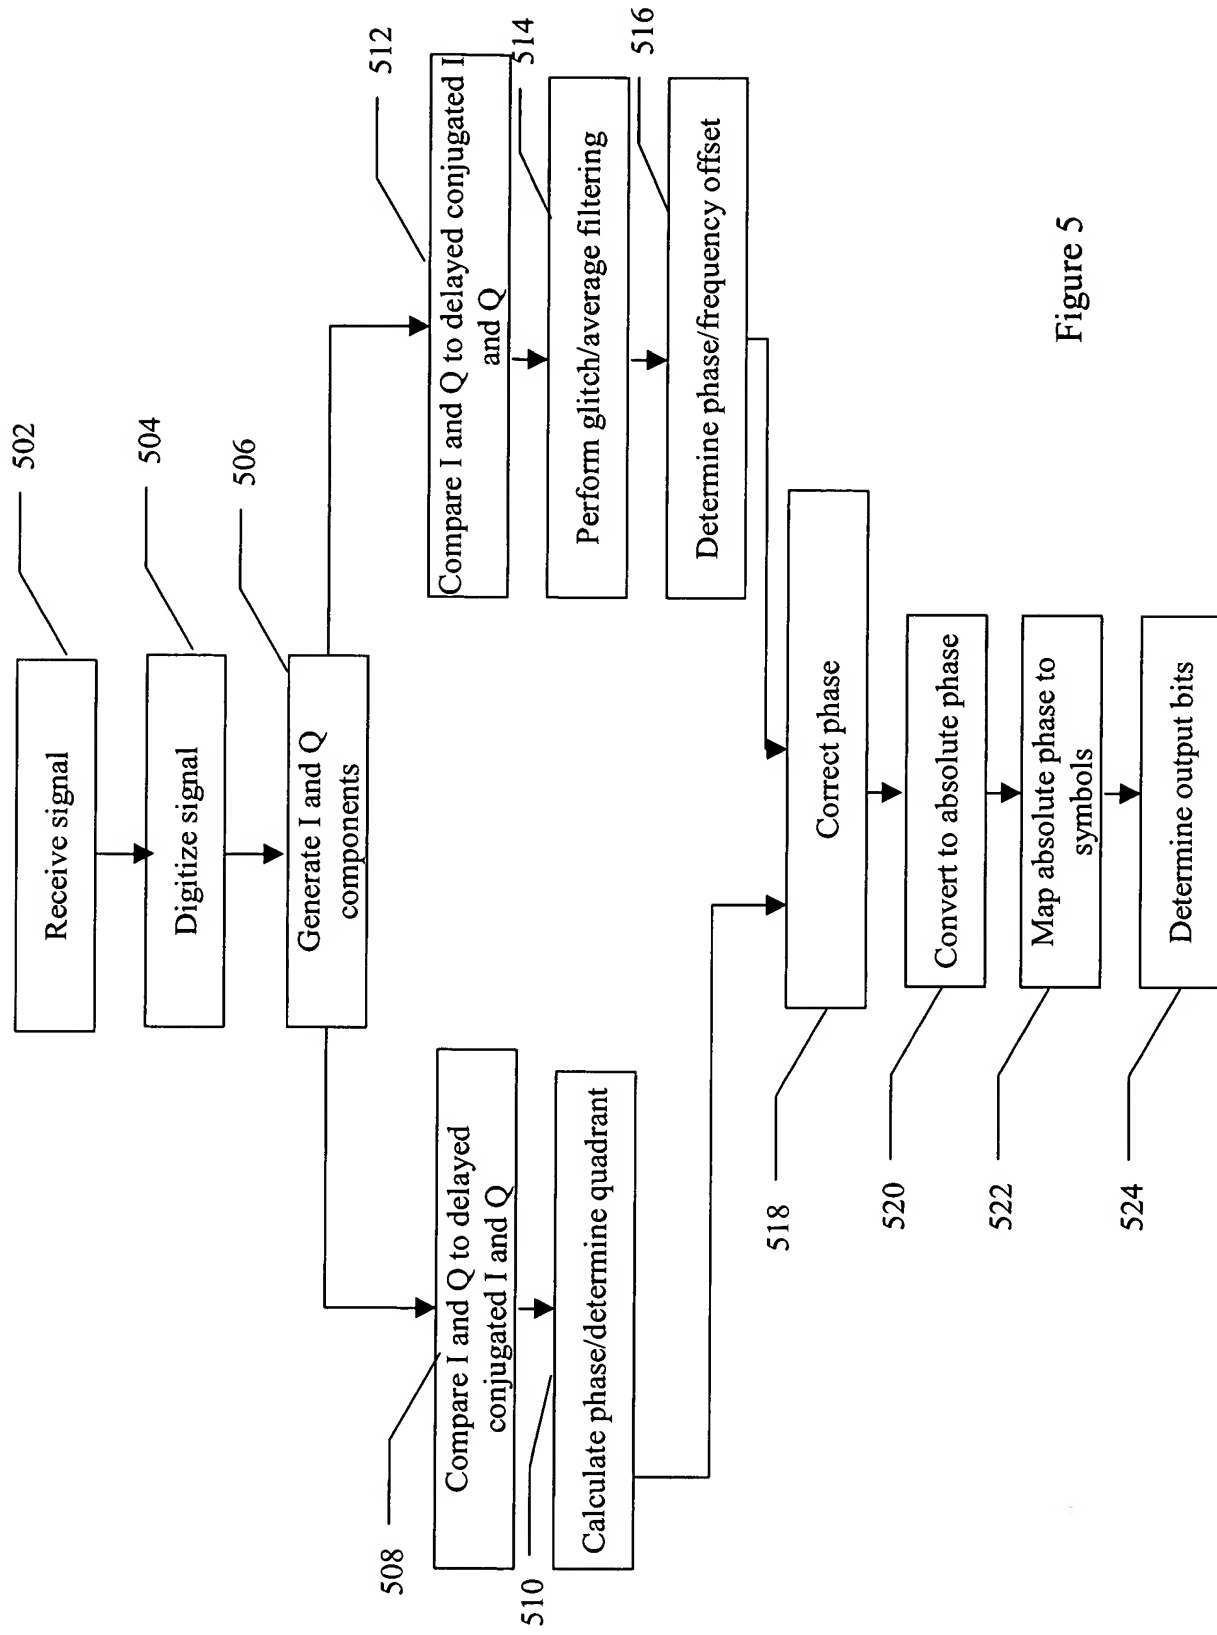 Receive signal
502
Digitize signal
504
Generate I and Q
components
506
Compare I and Q to delayed
conjugated I and Q
508
Calculate phase/determine quadrant
510
Compare I and Q to delayed conjugated I
and Q
512
Perform glitch/average filtering
514
Determine phase/frequency offset
516
Correct phase
518
Convert to absolute phase
520
Map absolute phase to
symbols
522
Determine output bits
524
Figure 5